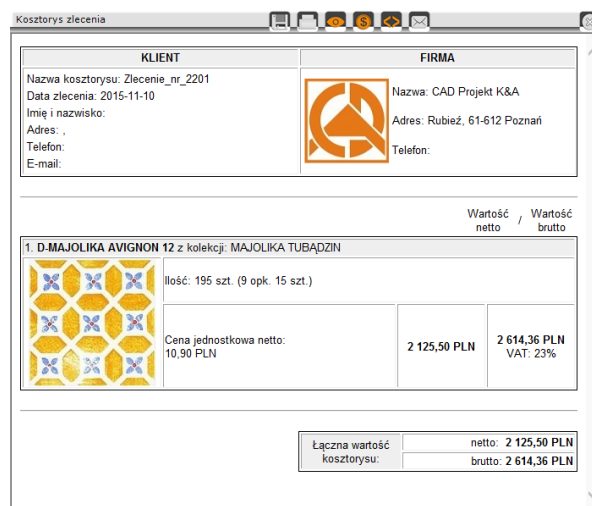 Kosztorys zlecenia
KLIENT
Nazwa kosztorysu: Zlecenie_nr_2201
Data zlecenia: 2015-11-10
Imię i nazwisko:
Adres: ,
Telefon:
E-mail:
FIRMA
Nazwa: CAD Projekt K&A
Adres: Rubież, 61-612 Poznań
Telefon:
Wartość netto / Wartość brutto
1. D-MAJOLIKA AVIGNON 12 z kolekcji: MAJOLIKA TUBĄDZIN
Ilość: 195 szt. (9 opk. 15 szt.)
Cena jednostkowa netto:
10,90 PLN
2 125,50 PLN
2 614,36 PLN
VAT: 23%
Łączna wartość
kosztorysu:
netto: 2 125,50 PLN
brutto: 2 614,36 PLN